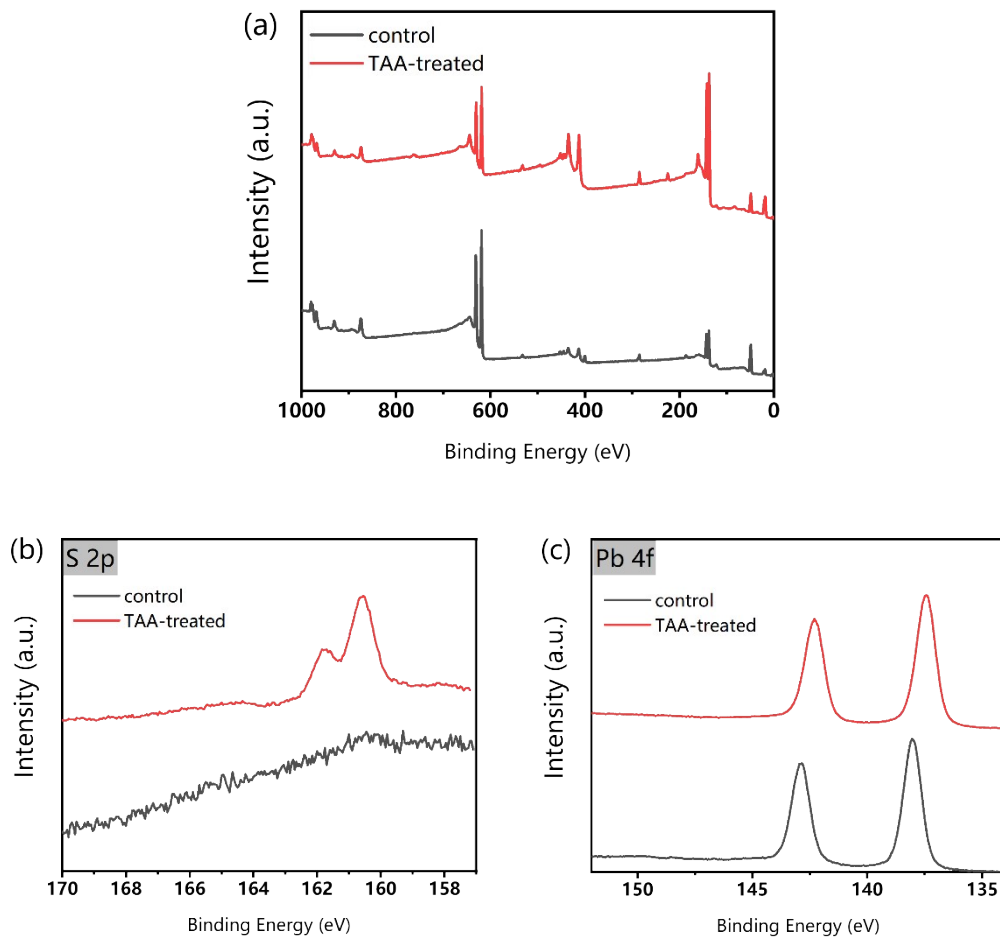 (a)
control
TAA-treated
Intensity (a.u.)
1000 800 600 400 200 0
Binding Energy (eV)
(b)
S 2p
control
TAA-treated
Intensity (a.u.)
170 168 166 164 162 160 158
Binding Energy (eV)
(c)
Pb 4f
control
TAA-treated
Intensity (a.u.)
150 145 140 135
Binding Energy (eV)